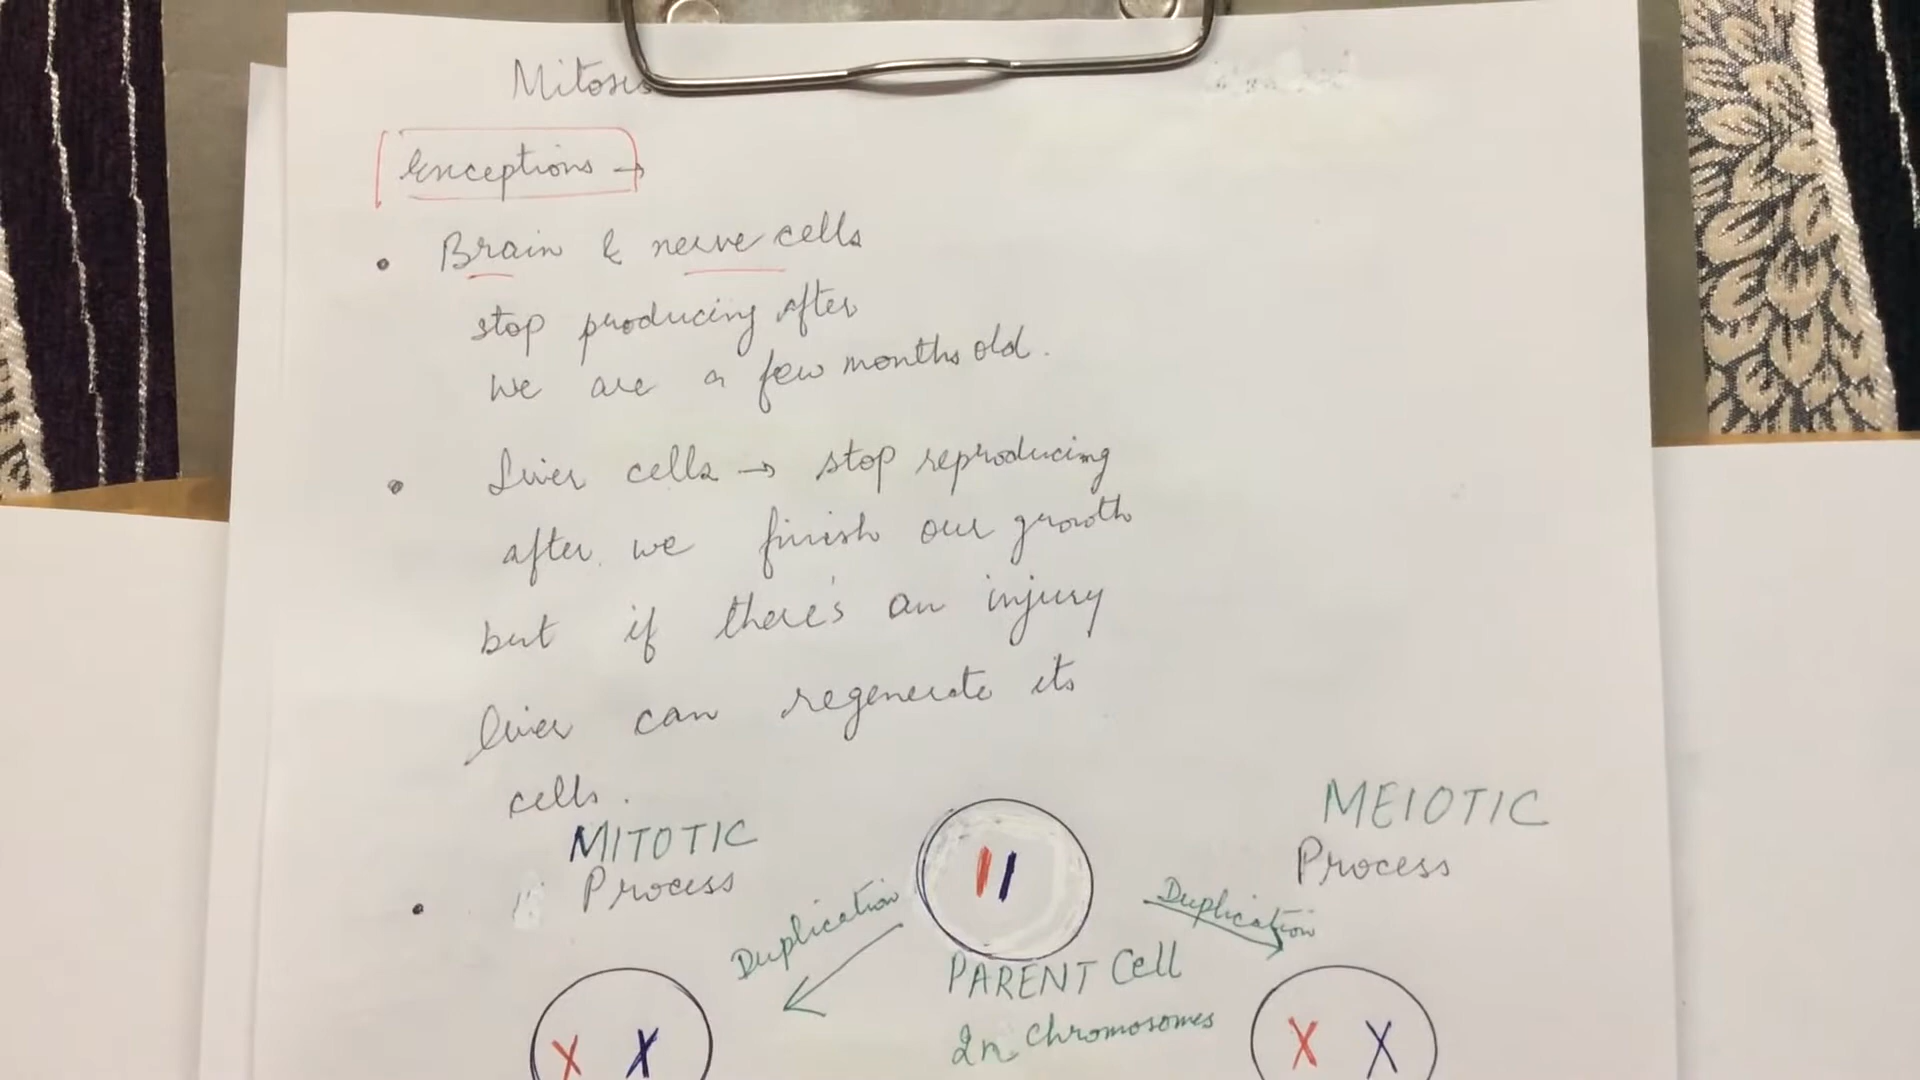 Mitosis
Exceptions →
• Brain & nerve cells
stop producing after
we are a few months old.
• Liver cells → stop reproducing
after we finish our growth
but if there's an injury
liver can regenerate its
cells.
• MITOTIC
Process
MEIOTIC
Process
Duplication
Duplication
PARENT Cell
2n Chromosomes